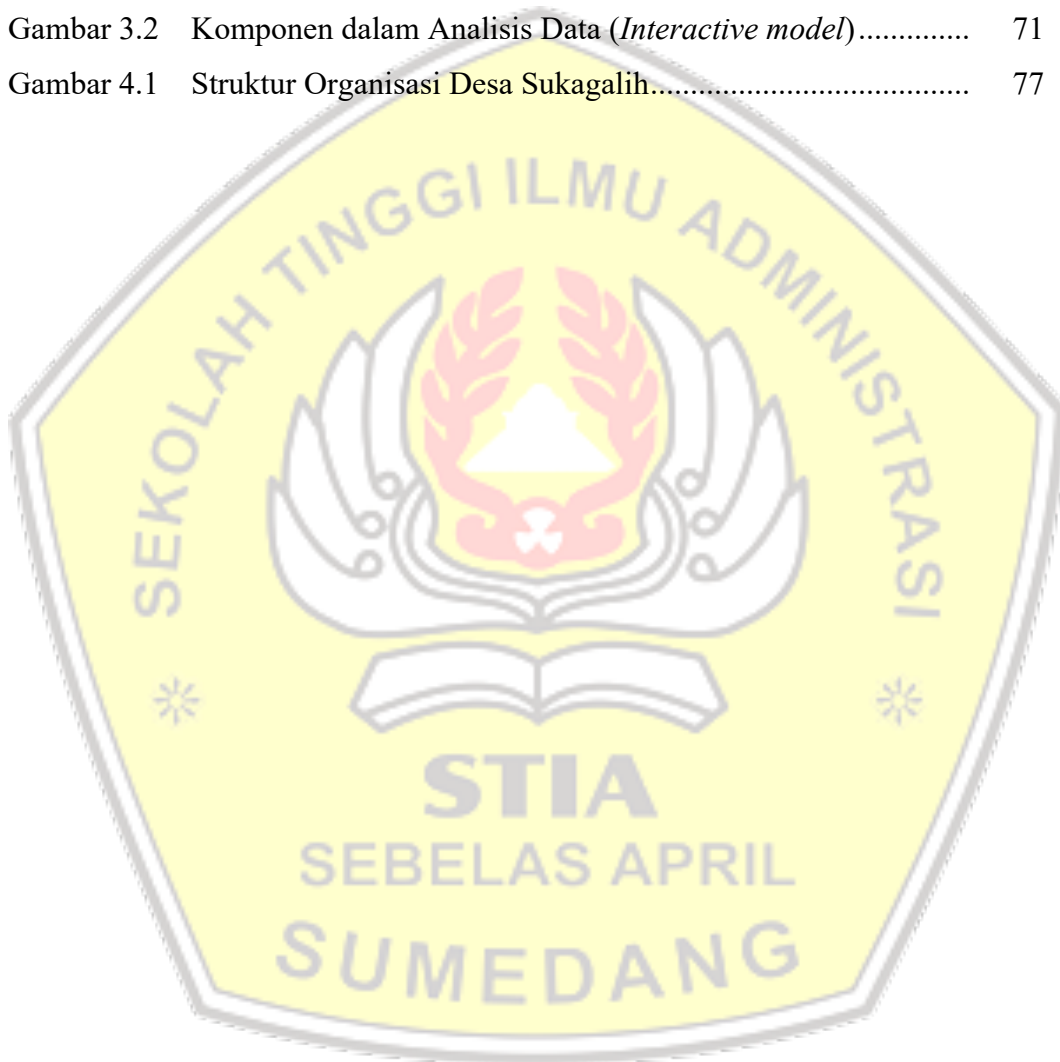 Gambar 3.2 Komponen dalam Analisis Data (Interactive model).............. 71
Gambar 4.1 Struktur Organisasi Desa Sukagalih..................................... 77
SEKOLAH TINGGI ILMU ADMINISTRASI
STIA
SEBELAS APRIL
SUMEDANG